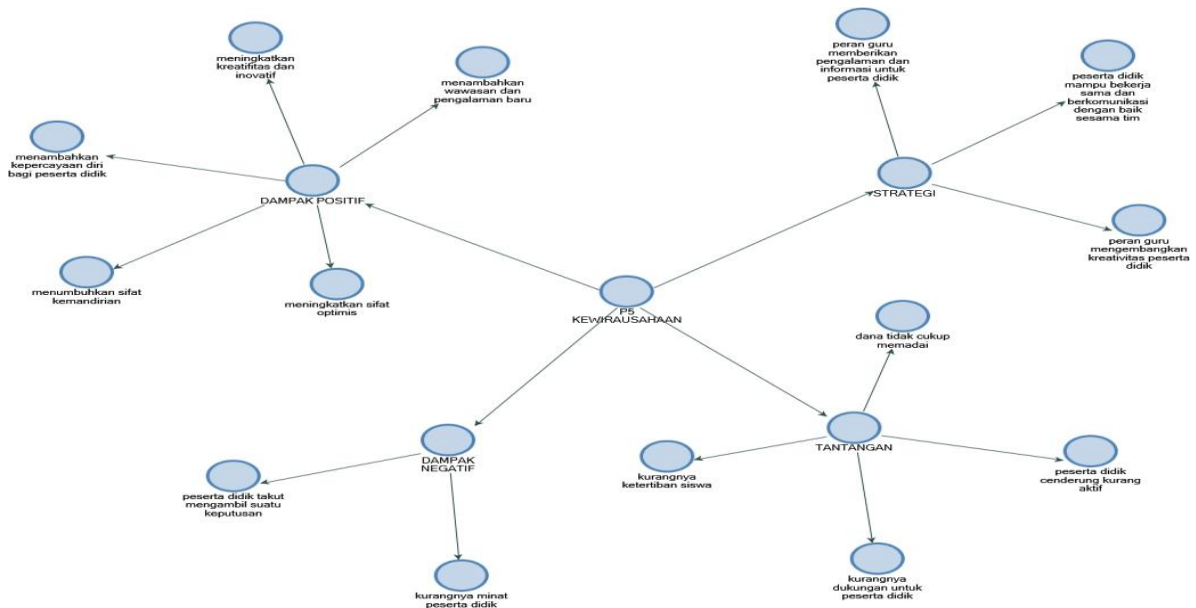 meningkatkan
kreatifitas dan
inovatif
menambahkan
wawasan dan
pengalaman baru
menambahkan
kepercayaan diri
bagi peserta didik
DAMPAK POSITIF
menumbuhkan sifat
kemandirian
meningkatkan sifat
optimis
peran guru
memberikan
pengalaman dan
informasi untuk
peserta didik
peserta didik
mampu bekerja
sama dan
berkomunikasi
dengan baik
sesama tim
STRATEGI
peran guru
mengembangkan
kreativitas peserta
didik
P5
KEWIRAUSAHAAN
DAMPAK
NEGATIF
peserta didik takut
mengambil suatu
keputusan
kurangnya minat
peserta didik
dana tidak cukup
memadai
TANTANGAN
kurangnya
ketertiban siswa
peserta didik
cenderung kurang
aktif
kurangnya
dukungan untuk
peserta didik